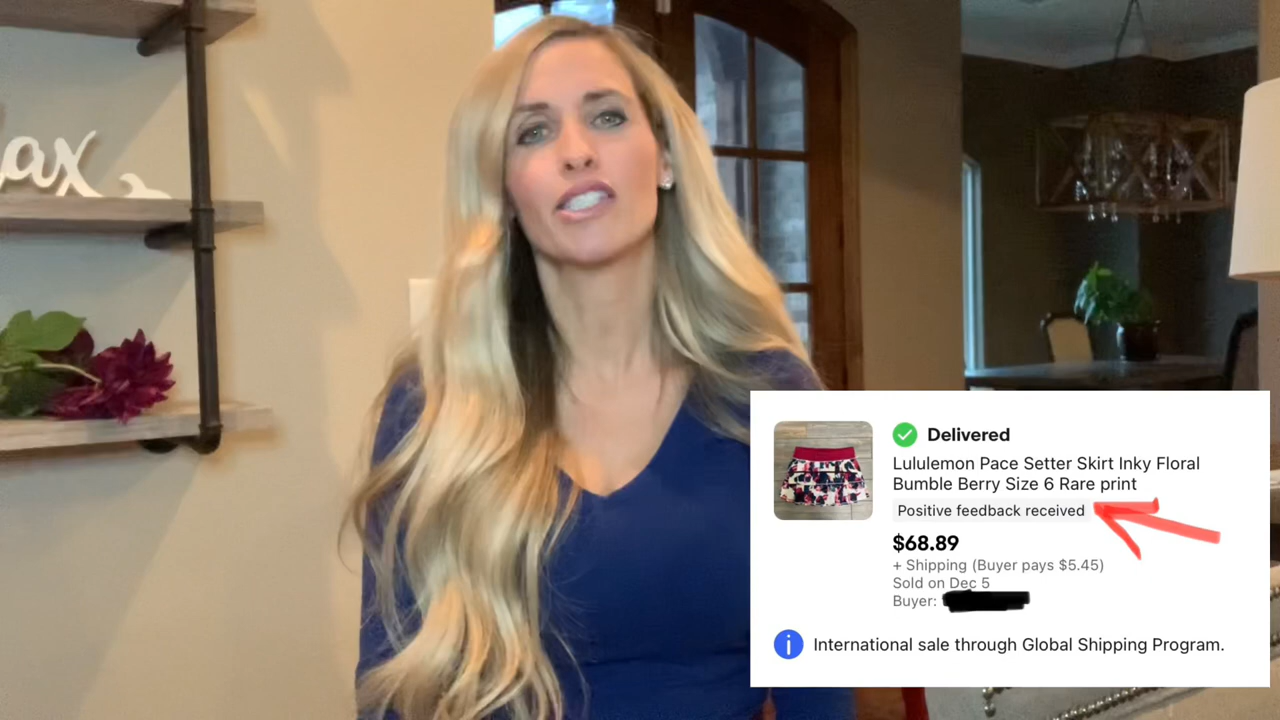 ax
Delivered
Lululemon Pace Setter Skirt Inky Floral
Bumble Berry Size 6 Rare print
Positive feedback received
$68.89
+ Shipping (Buyer pays $5.45)
Sold on Dec 5
Buyer:
International sale through Global Shipping Program.